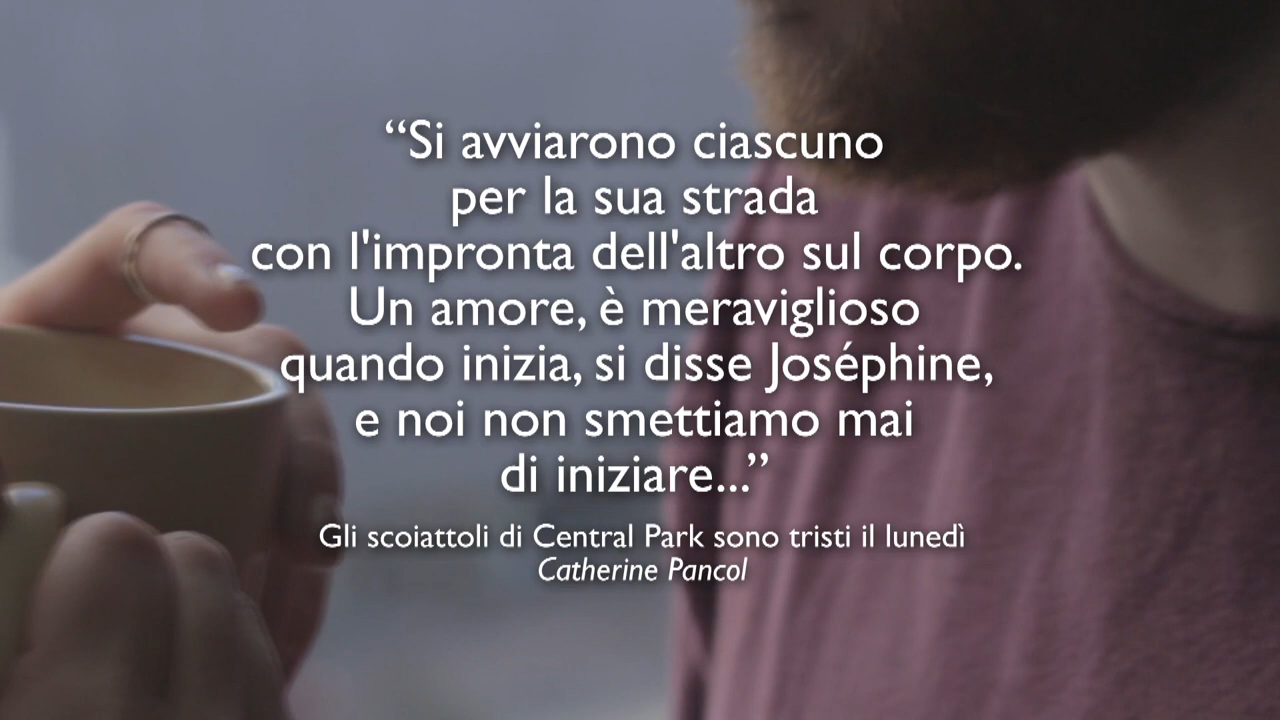 “Si avviarono ciascuno
per la sua strada
con l'impronta dell'altro sul corpo.
Un amore, è meraviglioso
quando inizia, si disse Joséphine,
e noi non smettiamo mai
di iniziare...”
Gli scoiattoli di Central Park sono tristi il lunedì
Catherine Pancol